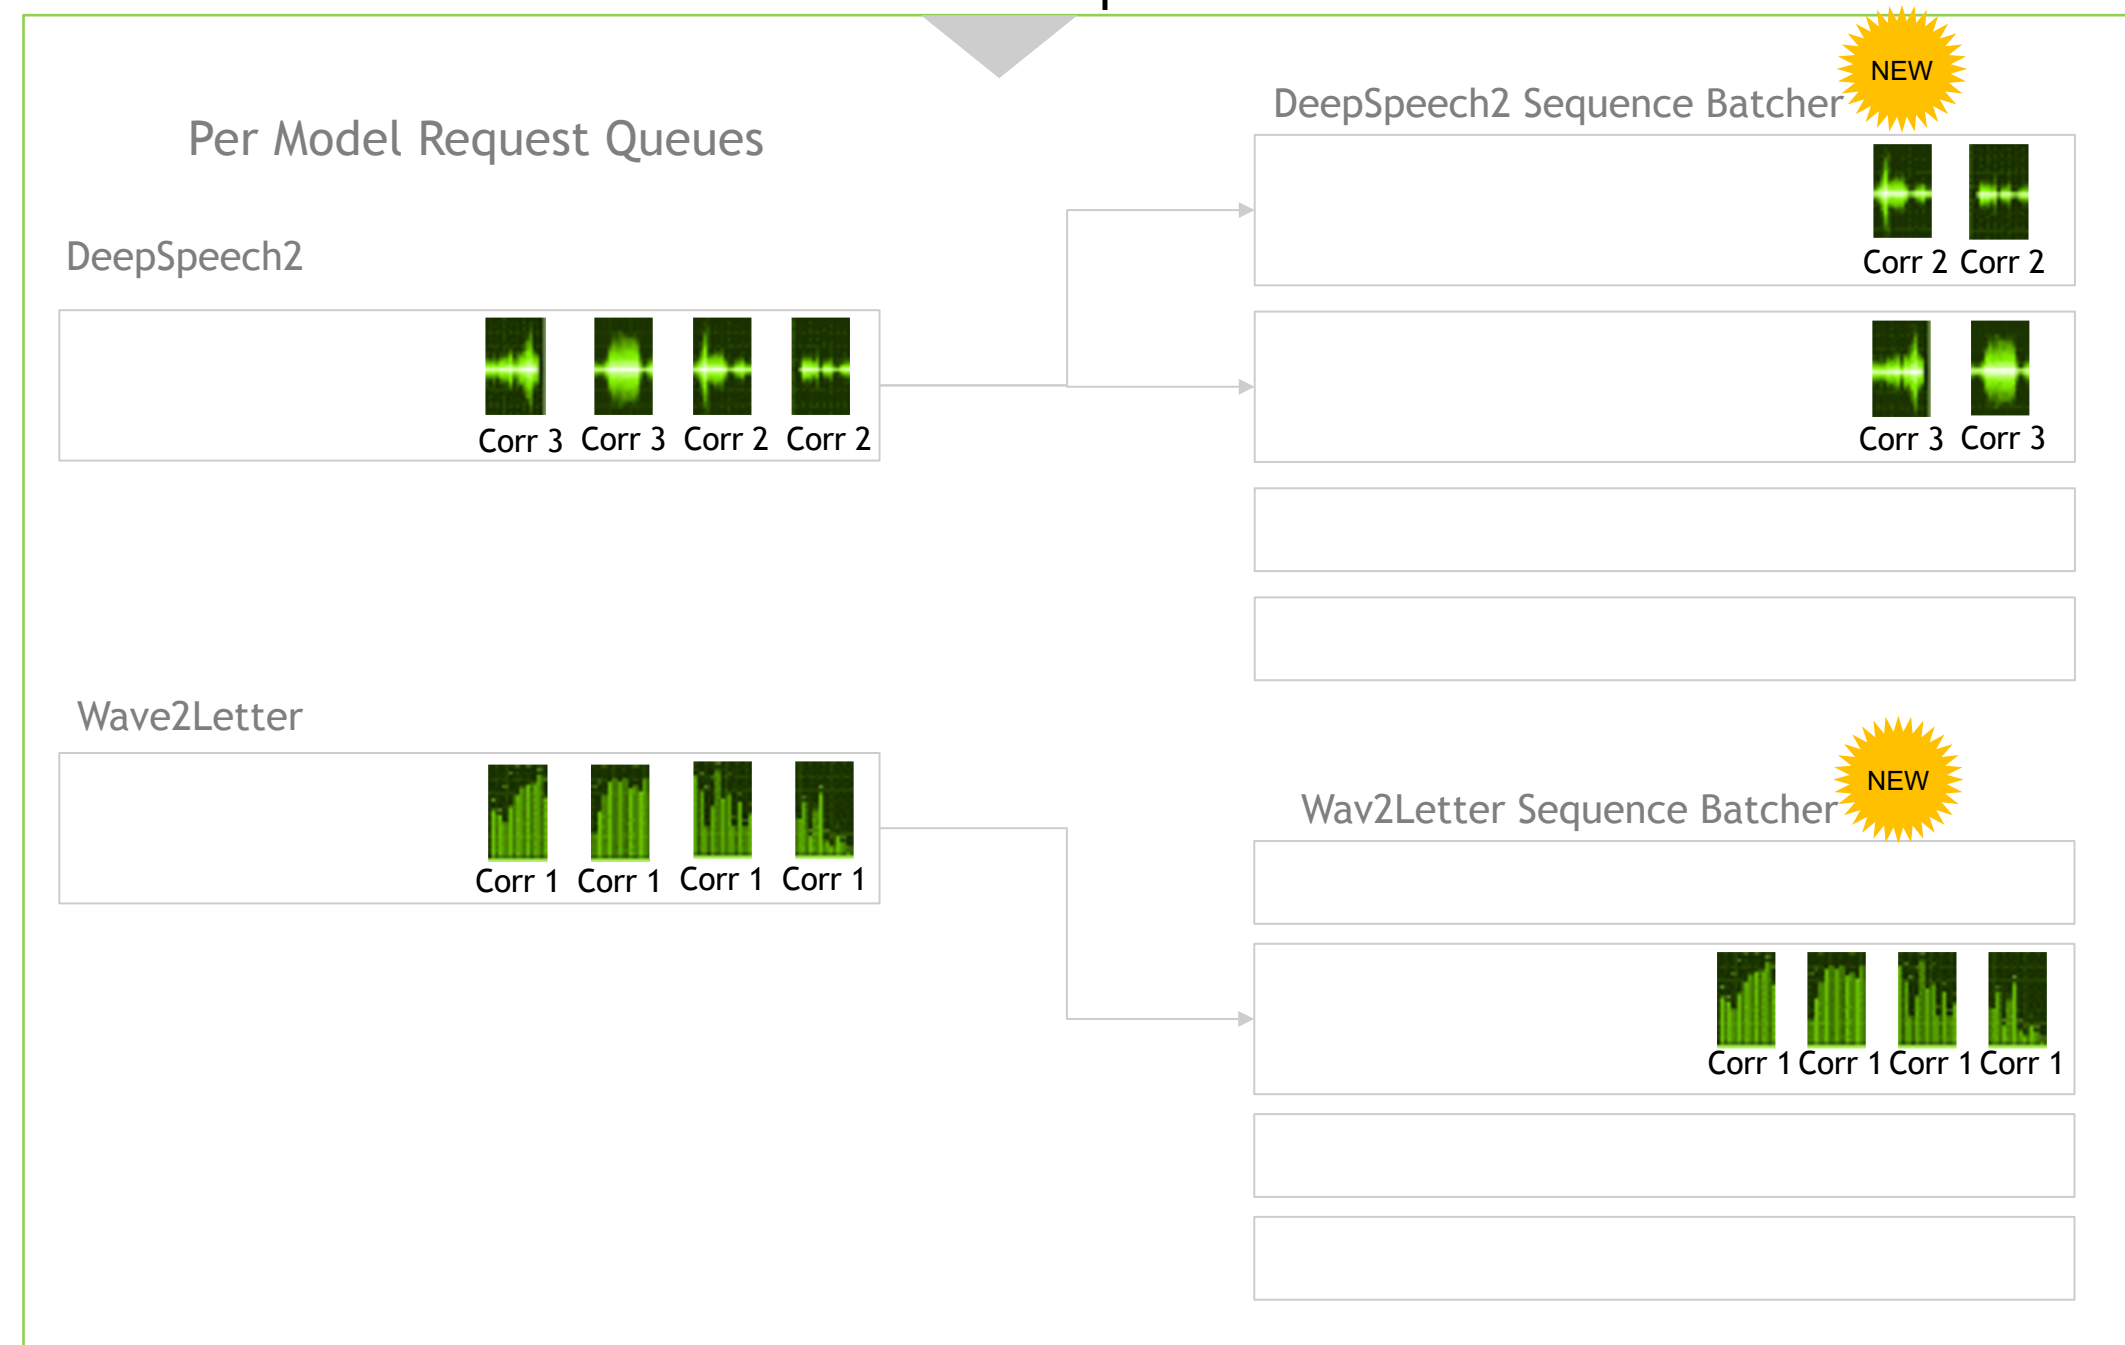 NEW
DeepSpeech2 Sequence Batcher
Per Model Request Queues
Corr 2 Corr 2
DeepSpeech2
Corr 3 Corr 3 Corr 2 Corr 2
Corr 3 Corr 3
Wave2Letter
NEW
Wav2Letter Sequence Batcher
Corr 1 Corr 1 Corr 1 Corr 1
Corr 1 Corr 1 Corr 1 Corr 1